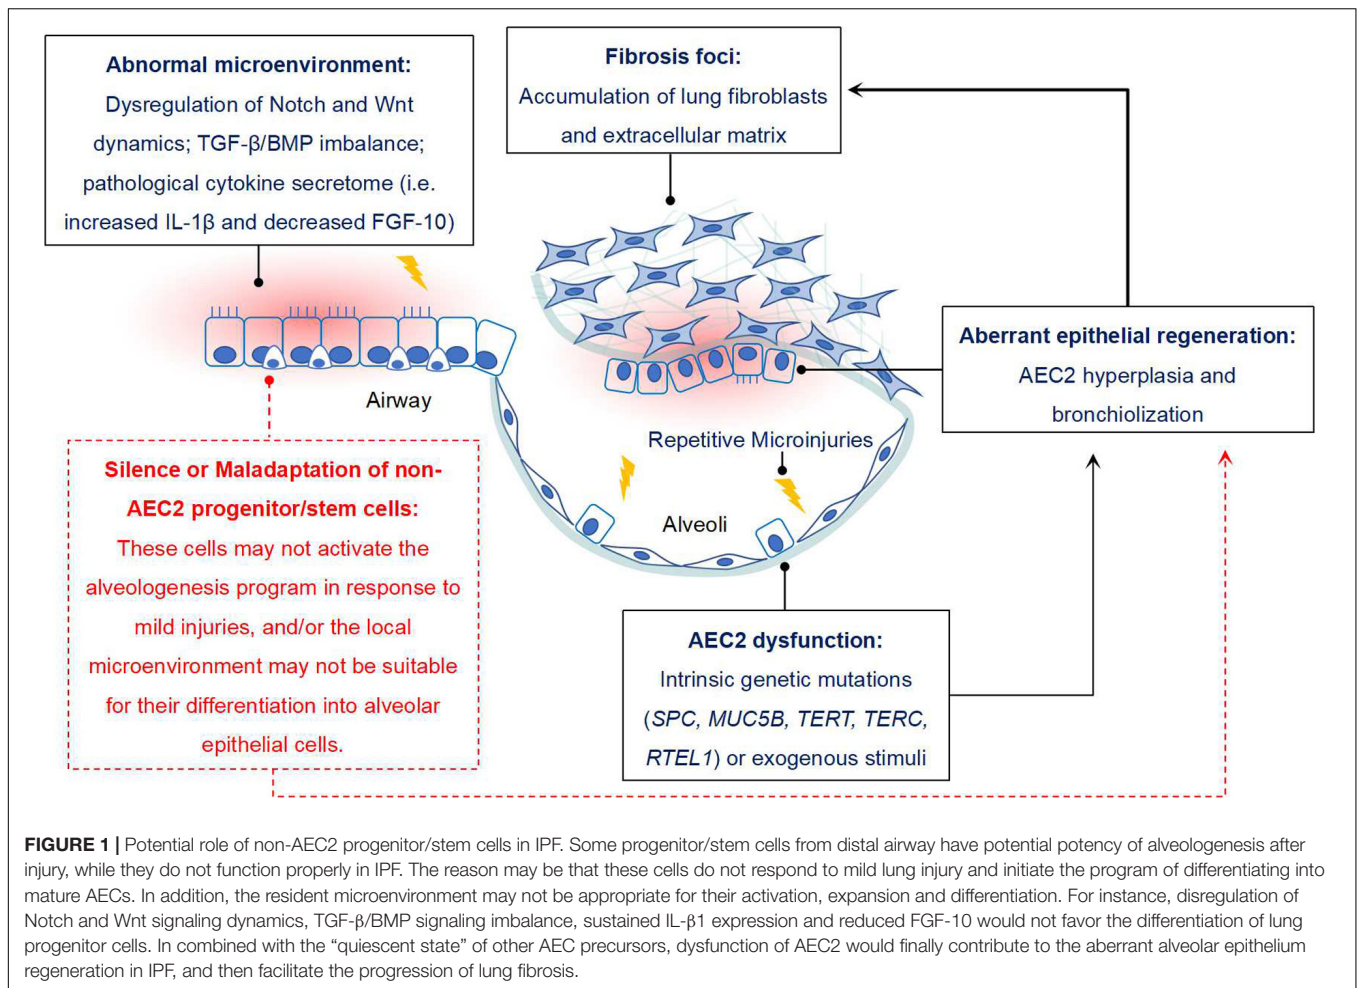 Abnormal microenvironment:
Dysregulation of Notch and Wnt
dynamics; TGF-β/BMP imbalance;
pathological cytokine secretome (i.e.
increased IL-1β and decreased FGF-10)
Fibrosis foci:
Accumulation of lung fibroblasts
and extracellular matrix
Aberrant epithelial regeneration:
AEC2 hyperplasia and
bronchiolization
Airway
Repetitive Microinjuries
Alveoli
Silence or Maladaptation of non-
AEC2 progenitor/stem cells:
These cells may not activate the
alveologenesis program in response to
mild injuries, and/or the local
microenvironment may not be suitable
for their differentiation into alveolar
epithelial cells.
AEC2 dysfunction:
Intrinsic genetic mutations
(SPC, MUC5B, TERT, TERC,
RTEL1) or exogenous stimuli
FIGURE 1 | Potential role of non-AEC2 progenitor/stem cells in IPF. Some progenitor/stem cells from distal airway have potential potency of alveologenesis after
injury, while they do not function properly in IPF. The reason may be that these cells do not respond to mild lung injury and initiate the program of differentiating into
mature AECs. In addition, the resident microenvironment may not be appropriate for their activation, expansion and differentiation. For instance, disregulation of
Notch and Wnt signaling dynamics, TGF-β/BMP signaling imbalance, sustained IL-β1 expression and reduced FGF-10 would not favor the differentiation of lung
progenitor cells. In combined with the “quiescent state” of other AEC precursors, dysfunction of AEC2 would finally contribute to the aberrant alveolar epithelium
regeneration in IPF, and then facilitate the progression of lung fibrosis.